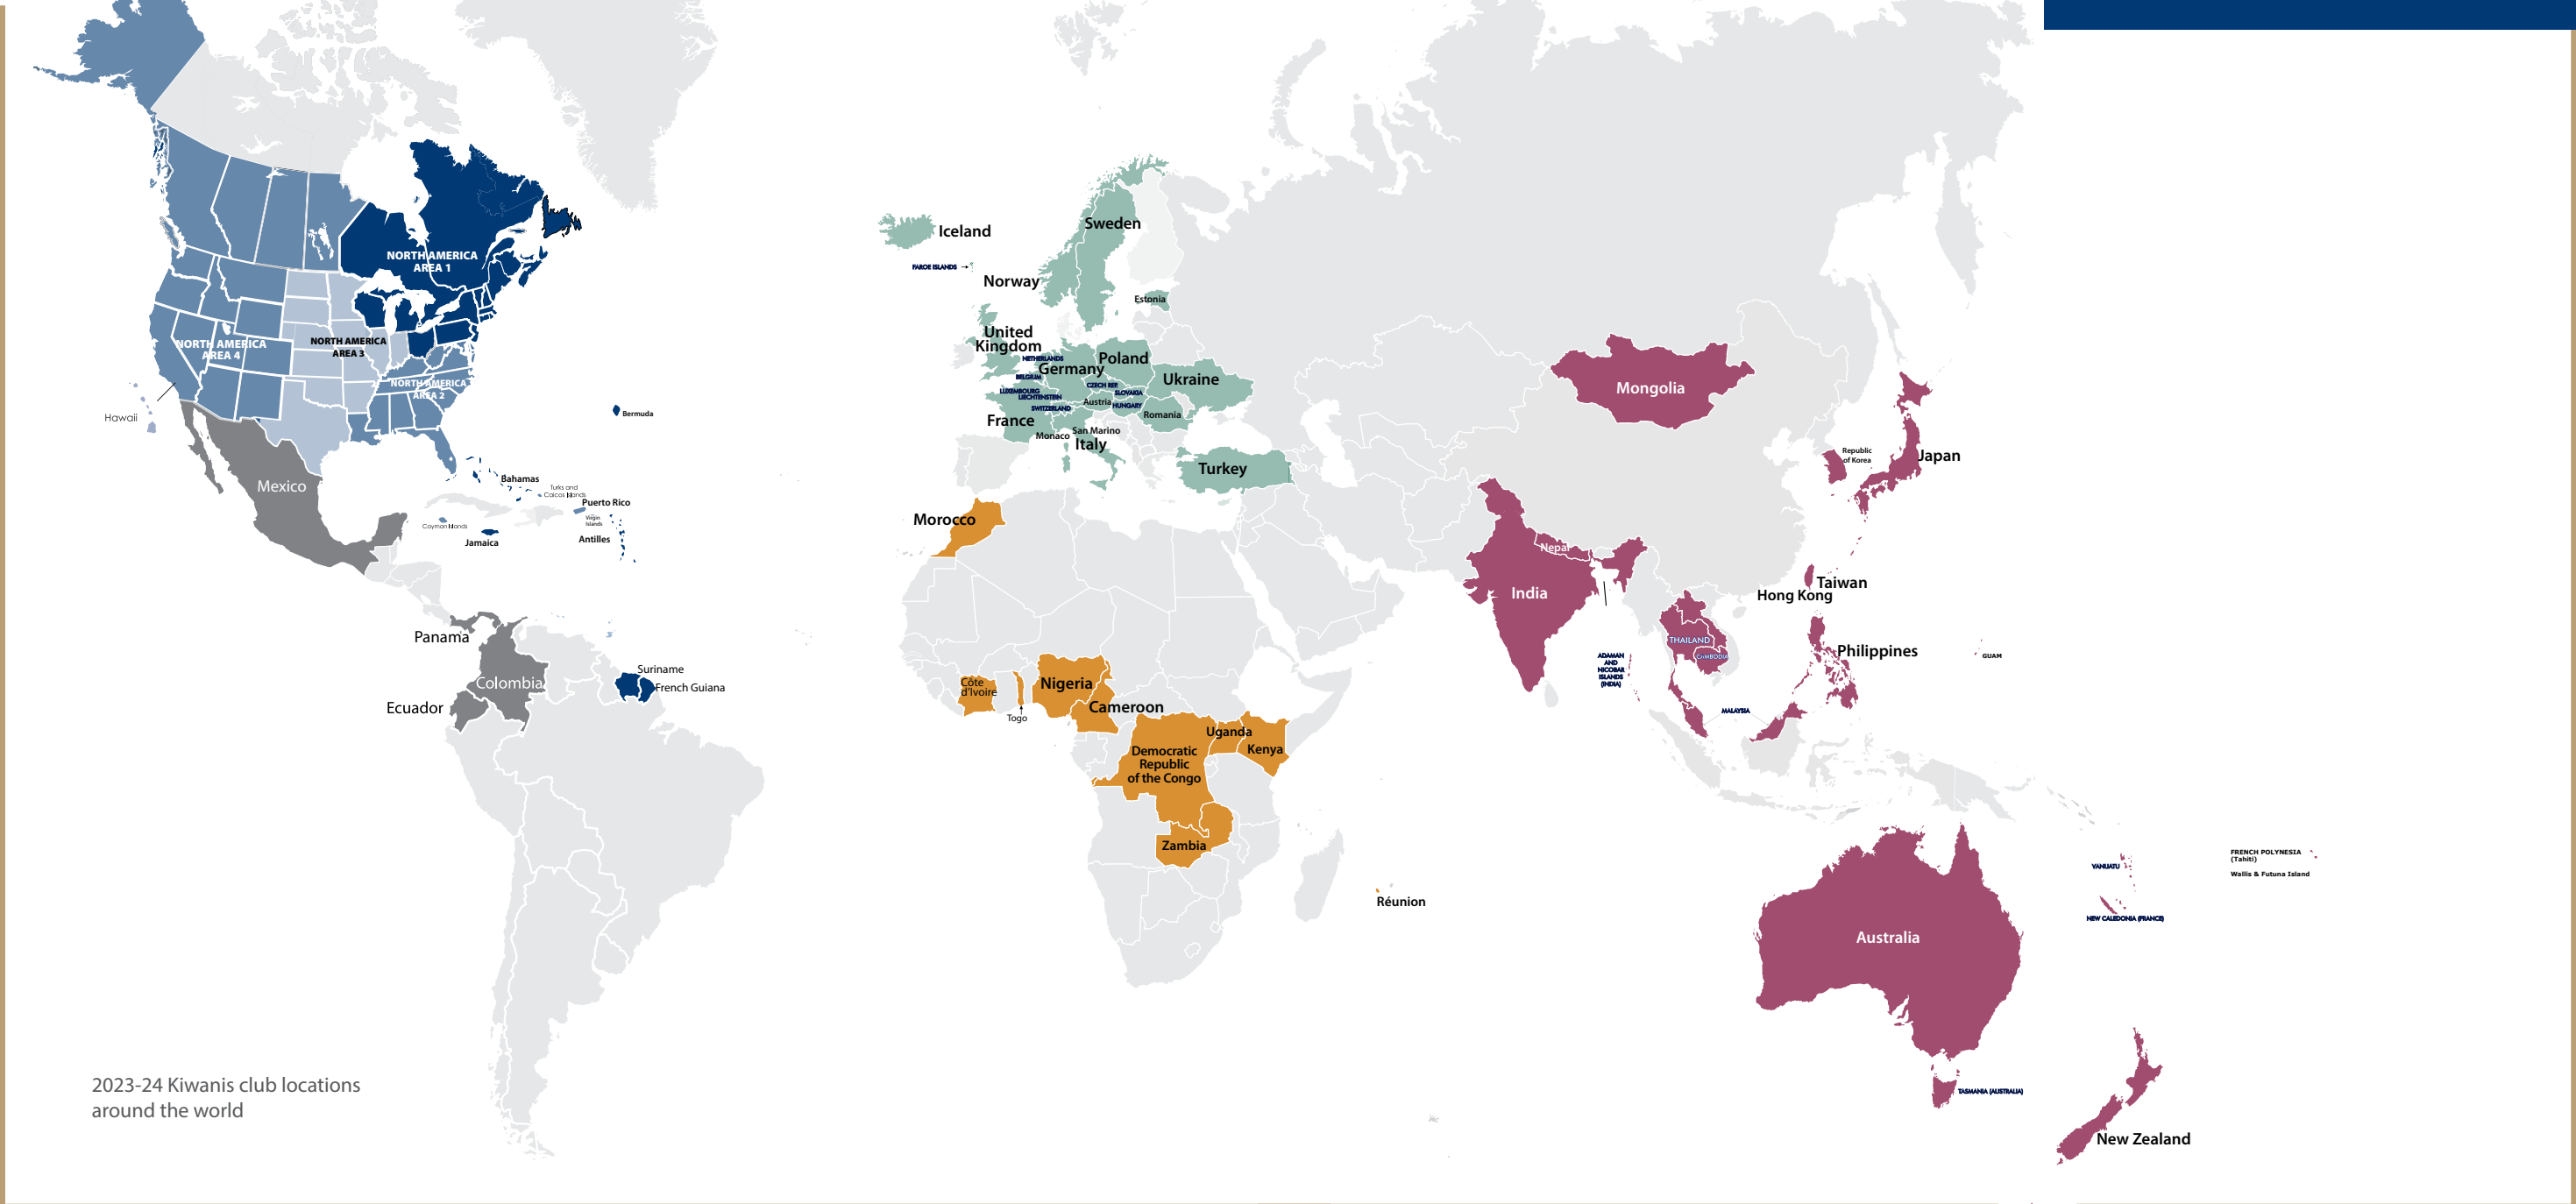 NORTH AMERICA
AREA 1
NORTH AMERICA
AREA 4
NORTH AMERICA
AREA 3
NORTH AMERICA
AREA 2
Hawaii
Mexico
Bermuda
Bahamas
Turks and
Caicos Islands
Puerto Rico
Virgin
Islands
Cayman Islands
Jamaica
Antilles
Panama
Colombia
Ecuador
Suriname
French Guiana
Iceland
FAROE ISLANDS
Sweden
Norway
Estonia
United
Kingdom
NETHERLANDS
Poland
Germany
BELGIUM
Ukraine
CZECH REP.
LUXEMBOURG
SLOVAKIA
LIECHTENSTEIN
Austria
HUNGARY
SWITZERLAND
Romania
France
San Marino
Monaco
Italy
Turkey
Morocco
Côte
d'Ivoire
Togo
Nigeria
Cameroon
Uganda
Kenya
Democratic
Republic
of the Congo
Zambia
Réunion
Mongolia
Republic
of Korea
Japan
Nepal
India
Taiwan
Hong Kong
THAILAND
CAMBODIA
ADAMAN
AND
NICOBAR
ISLANDS
(INDIA)
Philippines
GUAM
MALAYSIA
Australia
VANUATU
NEW CALEDONIA (FRANCE)
FRENCH POLYNESIA
(Tahiti)
Wallis & Futuna Island
TASMANIA (AUSTRALIA)
New Zealand
2023-24 Kiwanis club locations
around the world